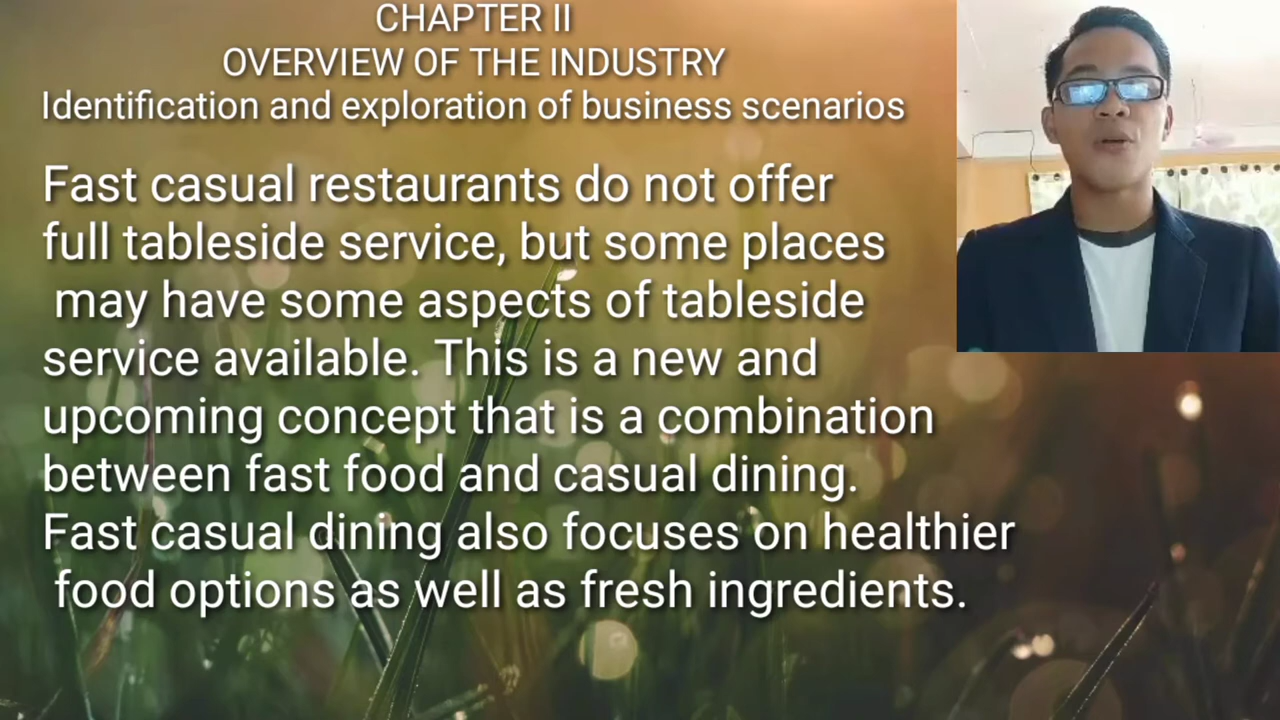 CHAPTER II
OVERVIEW OF THE INDUSTRY
Identification and exploration of business scenarios
Fast casual restaurants do not offer
full tableside service, but some places
may have some aspects of tableside
service available. This is a new and
upcoming concept that is a combination
between fast food and casual dining.
Fast casual dining also focuses on healthier
food options as well as fresh ingredients.